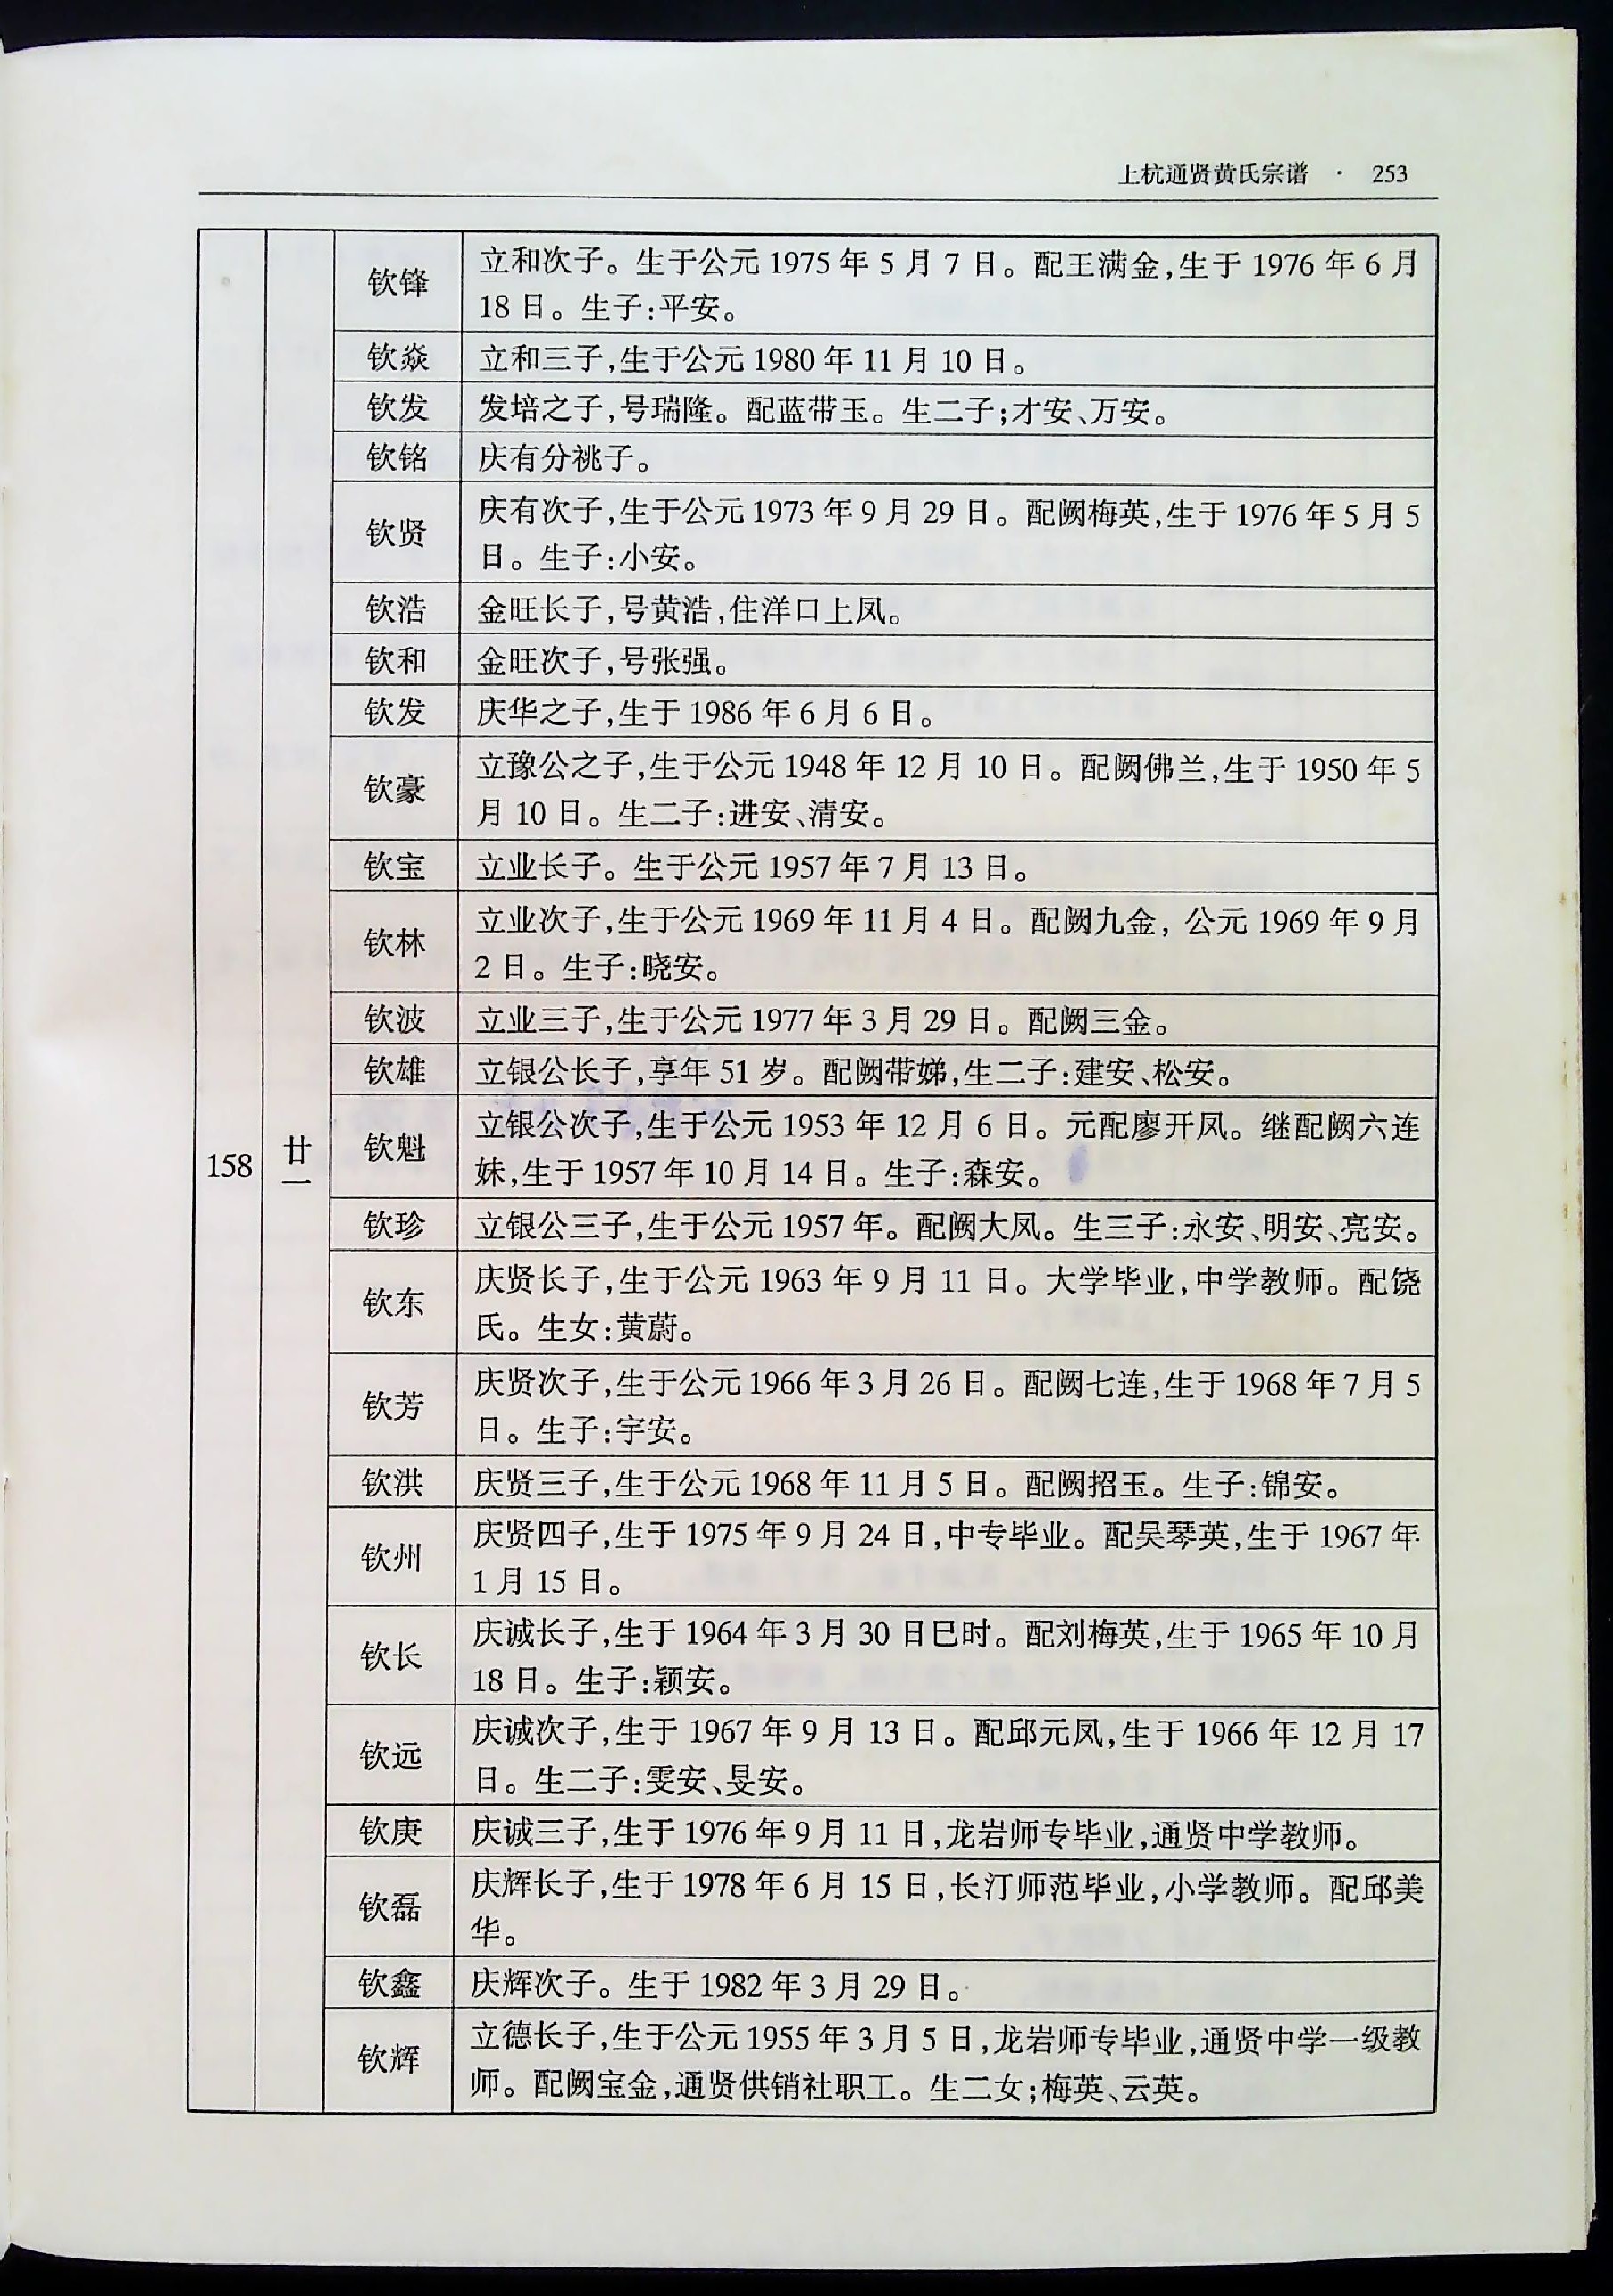 上杭通贤黄氏宗谱 · 253
158
廿一
钦锋
立和次子。生于公元 1975 年 5 月 7 日。配王满金,生于 1976 年 6 月
18 日。生子:平安。
钦焱
立和三子,生于公元 1980 年 11 月 10 日。
钦发
发培之子,号瑞隆。配蓝带玉。生二子;才安、万安。
钦铭
庆有分祧子。
钦贤
庆有次子,生于公元 1973 年 9 月 29 日。配阙梅英,生于 1976 年 5 月 5
日。生子:小安。
钦浩
金旺长子,号黄浩,住洋口上凤。
钦和
金旺次子,号张强。
钦发
庆华之子,生于 1986 年 6 月 6 日。
钦豪
立豫公之子,生于公元 1948 年 12 月 10 日。配阙佛兰,生于 1950 年 5
月 10 日。生二子:进安、清安。
钦宝
立业长子。生于公元 1957 年 7 月 13 日。
钦林
立业次子,生于公元 1969 年 11 月 4 日。配阙九金, 公元 1969 年 9 月
2 日。生子:晓安。
钦波
立业三子,生于公元 1977 年 3 月 29 日。配阙三金。
钦雄
立银公长子,享年 51 岁。配阙带娣,生二子:建安、松安。
钦魁
立银公次子,生于公元 1953 年 12 月 6 日。元配廖开凤。继配阙六连
妹,生于 1957 年 10 月 14 日。生子:森安。
钦珍
立银公三子,生于公元 1957 年。配阙大凤。生三子:永安、明安、亮安。
钦东
庆贤长子,生于公元 1963 年 9 月 11 日。大学毕业,中学教师。配饶
氏。生女:黄蔚。
钦芳
庆贤次子,生于公元 1966 年 3 月 26 日。配阙七连,生于 1968 年 7 月 5
日。生子:宇安。
钦洪
庆贤三子,生于公元 1968 年 11 月 5 日。配阙招玉。生子:锦安。
钦州
庆贤四子,生于 1975 年 9 月 24 日,中专毕业。配吴琴英,生于 1967 年
1 月 15 日。
钦长
庆诚长子,生于 1964 年 3 月 30 日巳时。配刘梅英,生于 1965 年 10 月
18 日。生子:颖安。
钦远
庆诚次子,生于 1967 年 9 月 13 日。配邱元凤,生于 1966 年 12 月 17
日。生二子:雯安、旻安。
钦庚
庆诚三子,生于 1976 年 9 月 11 日,龙岩师专毕业,通贤中学教师。
钦磊
庆辉长子,生于 1978 年 6 月 15 日,长汀师范毕业,小学教师。配邱美
华。
钦鑫
庆辉次子。生于 1982 年 3 月 29 日。
钦辉
立德长子,生于公元 1955 年 3 月 5 日,龙岩师专毕业,通贤中学一级教
师。配阙宝金,通贤供销社职工。生二女;梅英、云英。